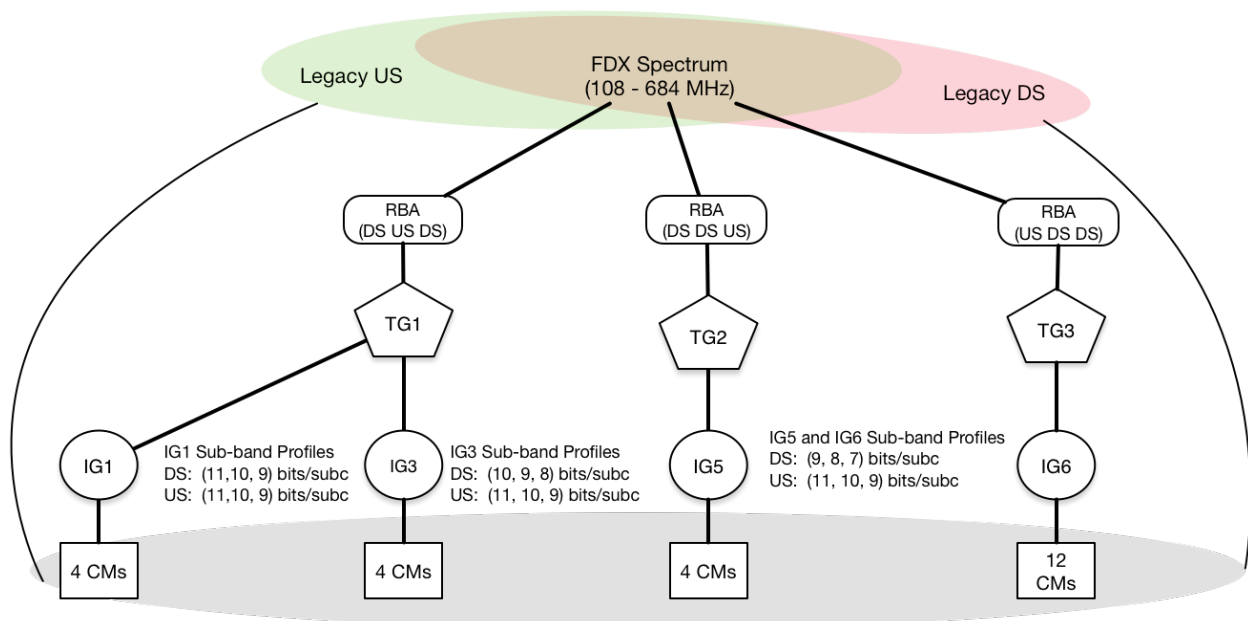 Legacy US
FDX Spectrum
(108 - 684 MHz)
Legacy DS
RBA
(DS US DS)
RBA
(DS DS US)
RBA
(US DS DS)
TG1
TG2
TG3
IG1
IG1 Sub-band Profiles
DS: (11,10, 9) bits/subc
US: (11,10, 9) bits/subc
IG3
IG3 Sub-band Profiles
DS: (10, 9, 8) bits/subc
US: (11, 10, 9) bits/subc
IG5
IG5 and IG6 Sub-band Profiles
DS: (9, 8, 7) bits/subc
US: (11, 10, 9) bits/subc
IG6
4 CMs
4 CMs
4 CMs
12
CMs